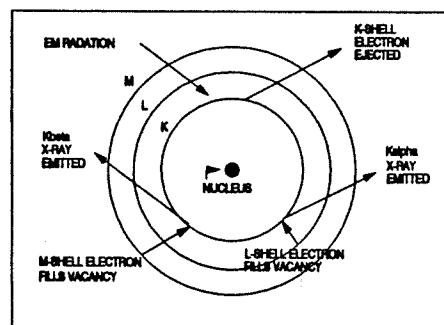 EM RADATION
K-SHELL
ELECTRON
EJECTED
M
L
K
Kbeta
X-RAY
EMITTED
Kalpha
X-RAY
EMITTED
NUCLEUS
M-SHELL ELECTRON
FILLS VACANCY
L-SHELL ELECTRON
FILLS VACANCY